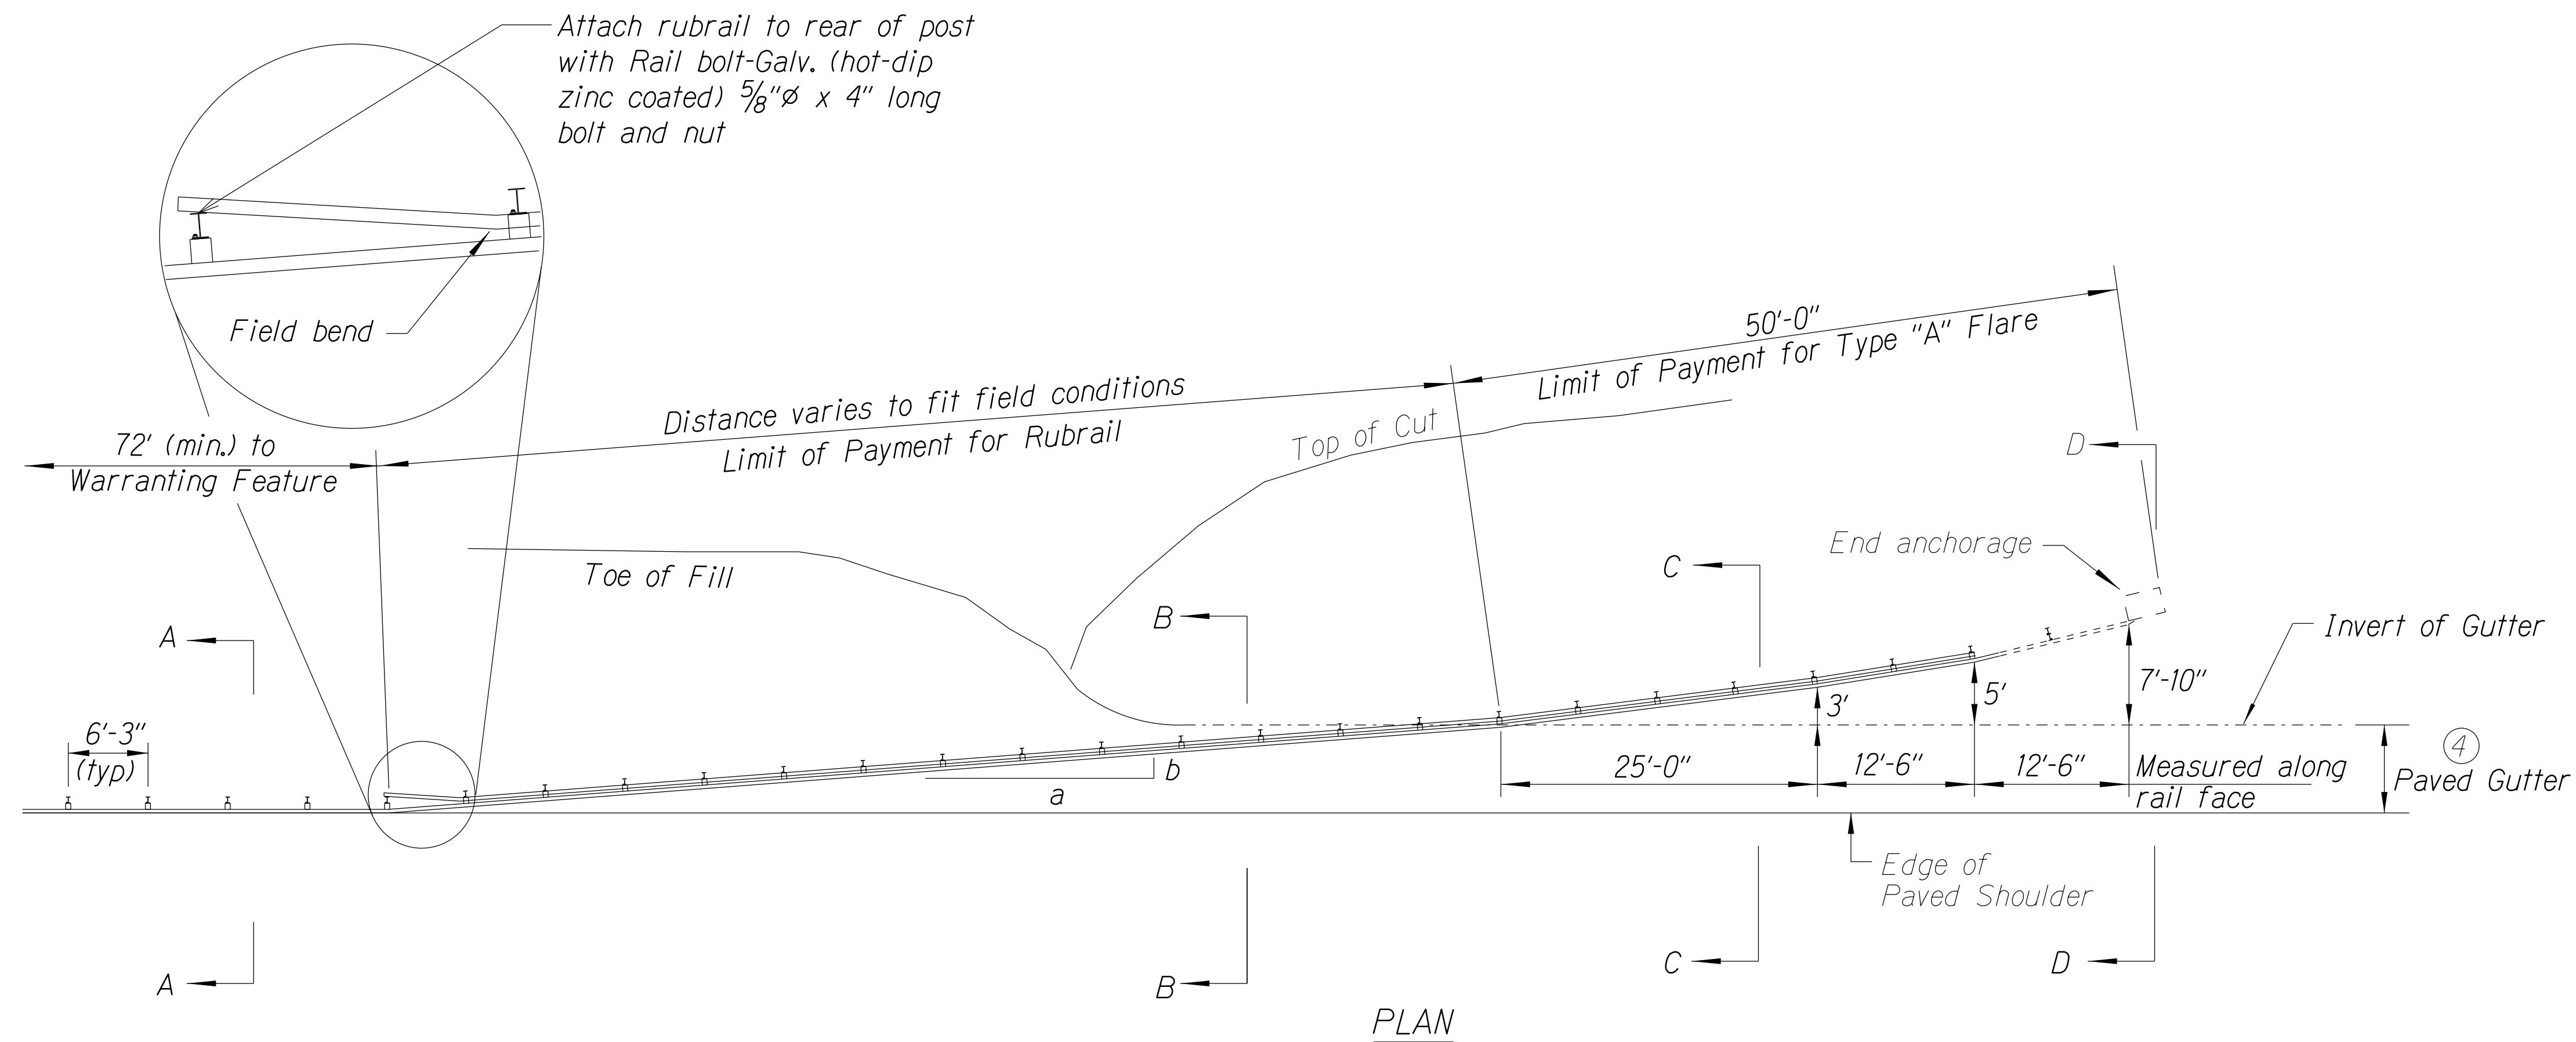 Attach rubrail to rear of post
with Rail bolt-Galv. (hot-dip
zinc coated) 5/8"ø x 4" long
bolt and nut
Field bend
50'-0"
Limit of Payment for Type "A" Flare
Distance varies to fit field conditions
Limit of Payment for Rubrail
72' (min.) to
Warranting Feature
Top of Cut
D
End anchorage
Toe of Fill
C
B
A
Invert of Gutter
6'-3"
(typ)
3'
5'
7'-10"
b
a
25'-0"
12'-6"
12'-6"
Measured along
rail face
4
Paved Gutter
Edge of
Paved Shoulder
A
B
C
D
PLAN